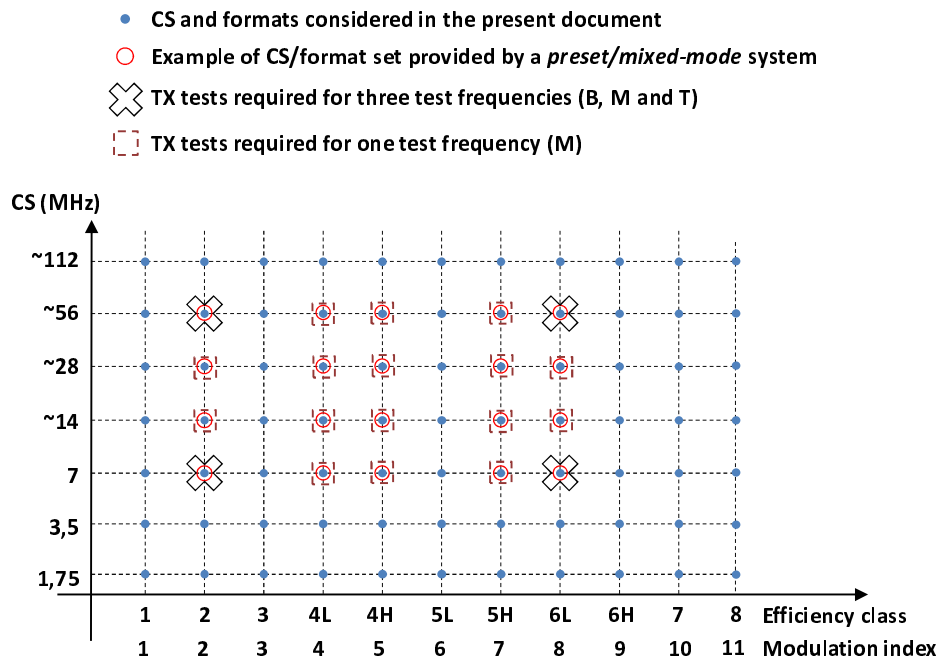 CS and formats considered in the present document
Example of CS/format set provided by a preset/mixed-mode system
TX tests required for three test frequencies (B, M and T)
TX tests required for one test frequency (M)
CS (MHz)
~112
~56
~28
~14
7
3,5
1,75
1 2 3 4L 4H 5L 5H 6L 6H 7 8 Efficiency class
1 2 3 4 5 6 7 8 9 10 11 Modulation index